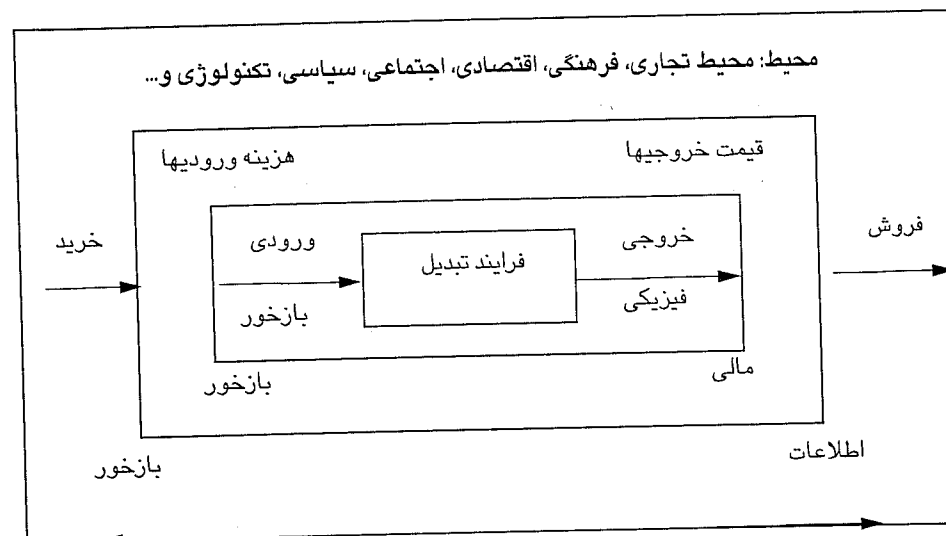 محیط: محیط تجاری، فرهنگی، اقتصادی، اجتماعی، سیاسی، تکنولوژی و...
قیمت خروجیها
هزینه ورودیها
فروش
خروجی
ورودی
خرید
فرایند تبدیل
فیزیکی
بازخور
مالی
بازخور
اطلاعات
بازخور